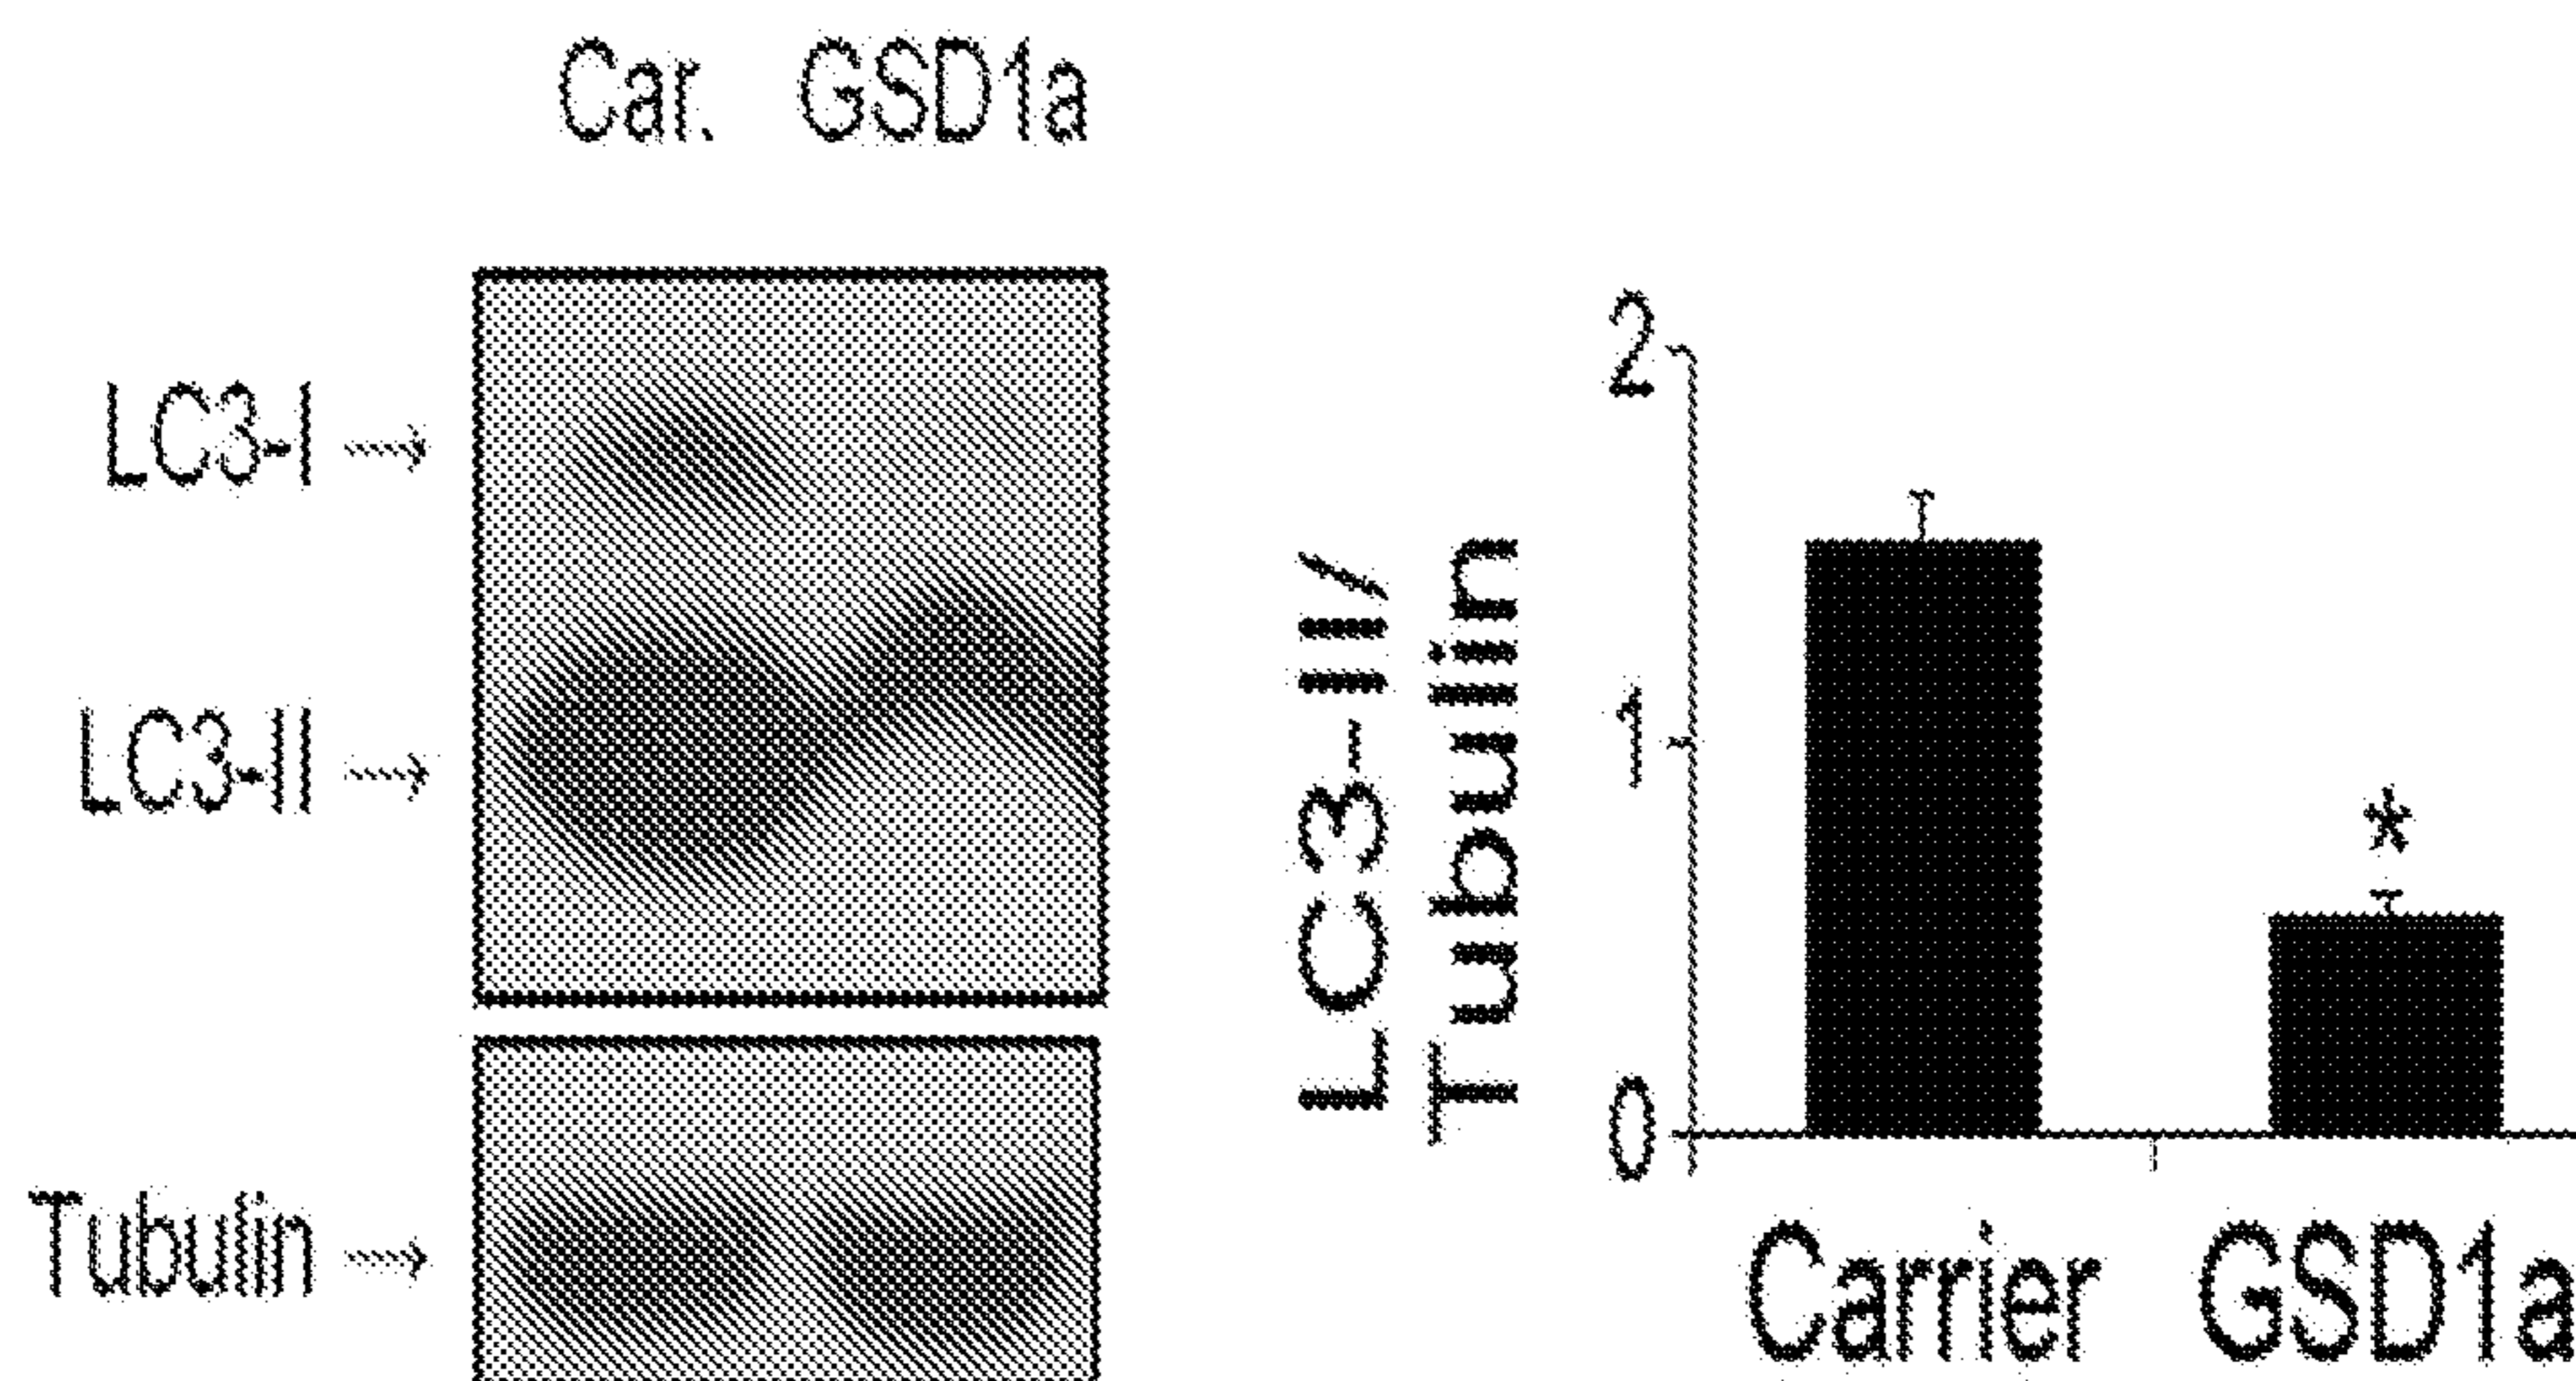 Car. GSD1a
LC3-I →
LC3-II →
Tubulin →
LC3-II/
Tubulin
2
1
0
*
Carrier GSD1a